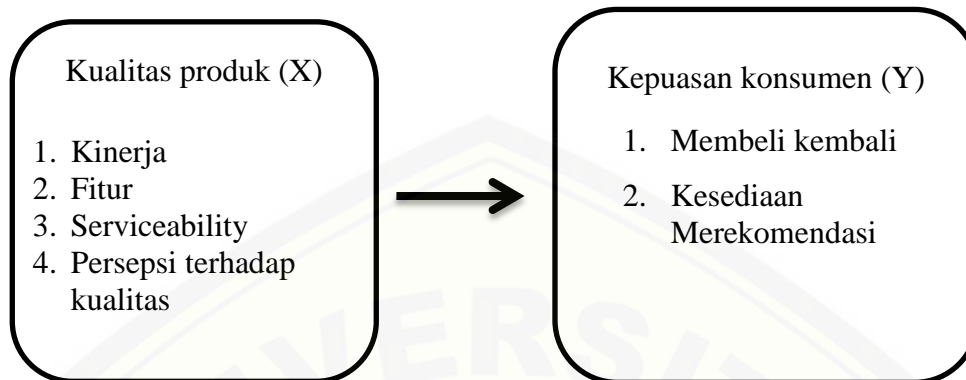 Kualitas produk (X)
1. Kinerja
2. Fitur
3. Serviceability
4. Persepsi terhadap
kualitas
Kepuasan konsumen (Y)
1. Membeli kembali
2. Kesediaan
Merekomendasi